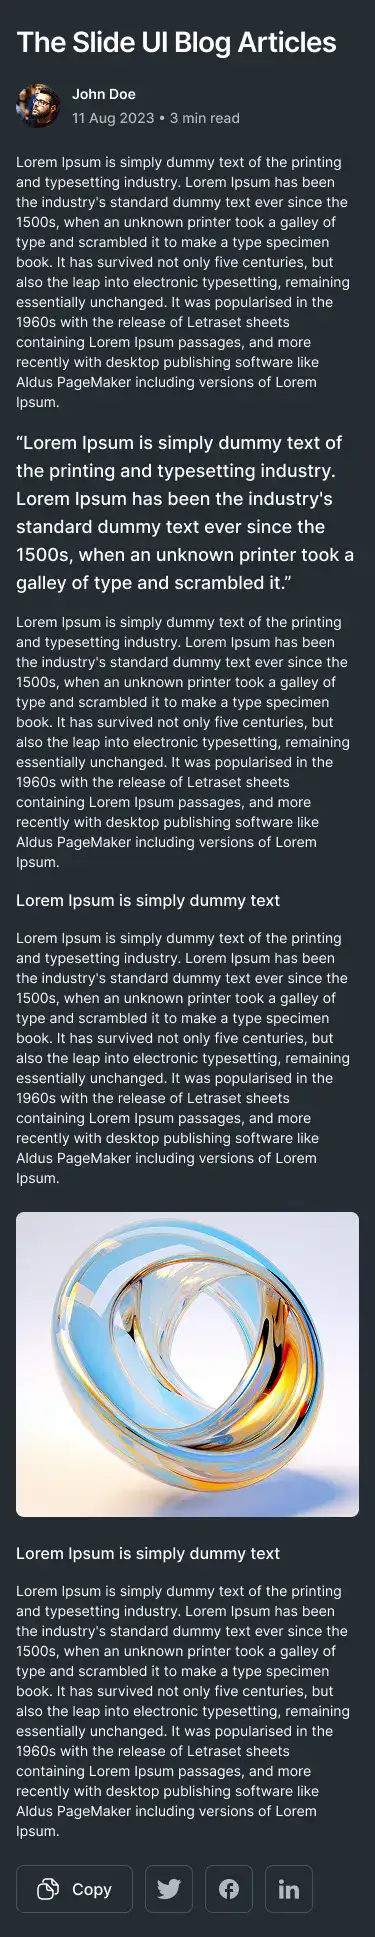 The Slide UI Blog Articles
John Doe
11 Aug 2023 • 3 min read
Lorem Ipsum is simply dummy text of the printing
and typesetting industry. Lorem Ipsum has been
the industry's standard dummy text ever since the
1500s, when an unknown printer took a galley of
type and scrambled it to make a type specimen
book. It has survived not only five centuries, but
also the leap into electronic typesetting, remaining
essentially unchanged. It was popularised in the
1960s with the release of Letraset sheets
containing Lorem Ipsum passages, and more
recently with desktop publishing software like
Aldus PageMaker including versions of Lorem
Ipsum.
“Lorem Ipsum is simply dummy text of
the printing and typesetting industry.
Lorem Ipsum has been the industry's
standard dummy text ever since the
1500s, when an unknown printer took a
galley of type and scrambled it.”
Lorem Ipsum is simply dummy text of the printing
and typesetting industry. Lorem Ipsum has been
the industry's standard dummy text ever since the
1500s, when an unknown printer took a galley of
type and scrambled it to make a type specimen
book. It has survived not only five centuries, but
also the leap into electronic typesetting, remaining
essentially unchanged. It was popularised in the
1960s with the release of Letraset sheets
containing Lorem Ipsum passages, and more
recently with desktop publishing software like
Aldus PageMaker including versions of Lorem
Ipsum.
Lorem Ipsum is simply dummy text
Lorem Ipsum is simply dummy text of the printing
and typesetting industry. Lorem Ipsum has been
the industry's standard dummy text ever since the
1500s, when an unknown printer took a galley of
type and scrambled it to make a type specimen
book. It has survived not only five centuries, but
also the leap into electronic typesetting, remaining
essentially unchanged. It was popularised in the
1960s with the release of Letraset sheets
containing Lorem Ipsum passages, and more
recently with desktop publishing software like
Aldus PageMaker including versions of Lorem
Ipsum.
Lorem Ipsum is simply dummy text
Lorem Ipsum is simply dummy text of the printing
and typesetting industry. Lorem Ipsum has been
the industry's standard dummy text ever since the
1500s, when an unknown printer took a galley of
type and scrambled it to make a type specimen
book. It has survived not only five centuries, but
also the leap into electronic typesetting, remaining
essentially unchanged. It was popularised in the
1960s with the release of Letraset sheets
containing Lorem Ipsum passages, and more
recently with desktop publishing software like
Aldus PageMaker including versions of Lorem
Ipsum.
Copy